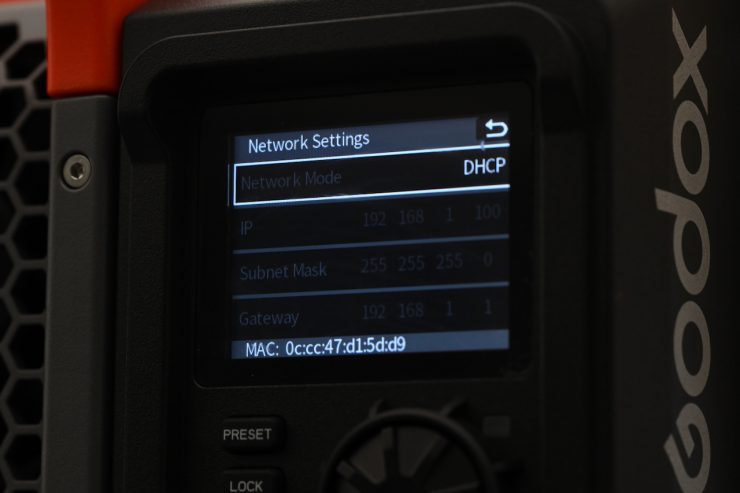 Network Settings
Network Mode DHCP
IP 192 168 1 100
Subnet Mask 255 255 255 0
Gateway 192 168 1 1
MAC: 0c:cc:47:d1:5d:d9
PRESET
LOCK
Godox